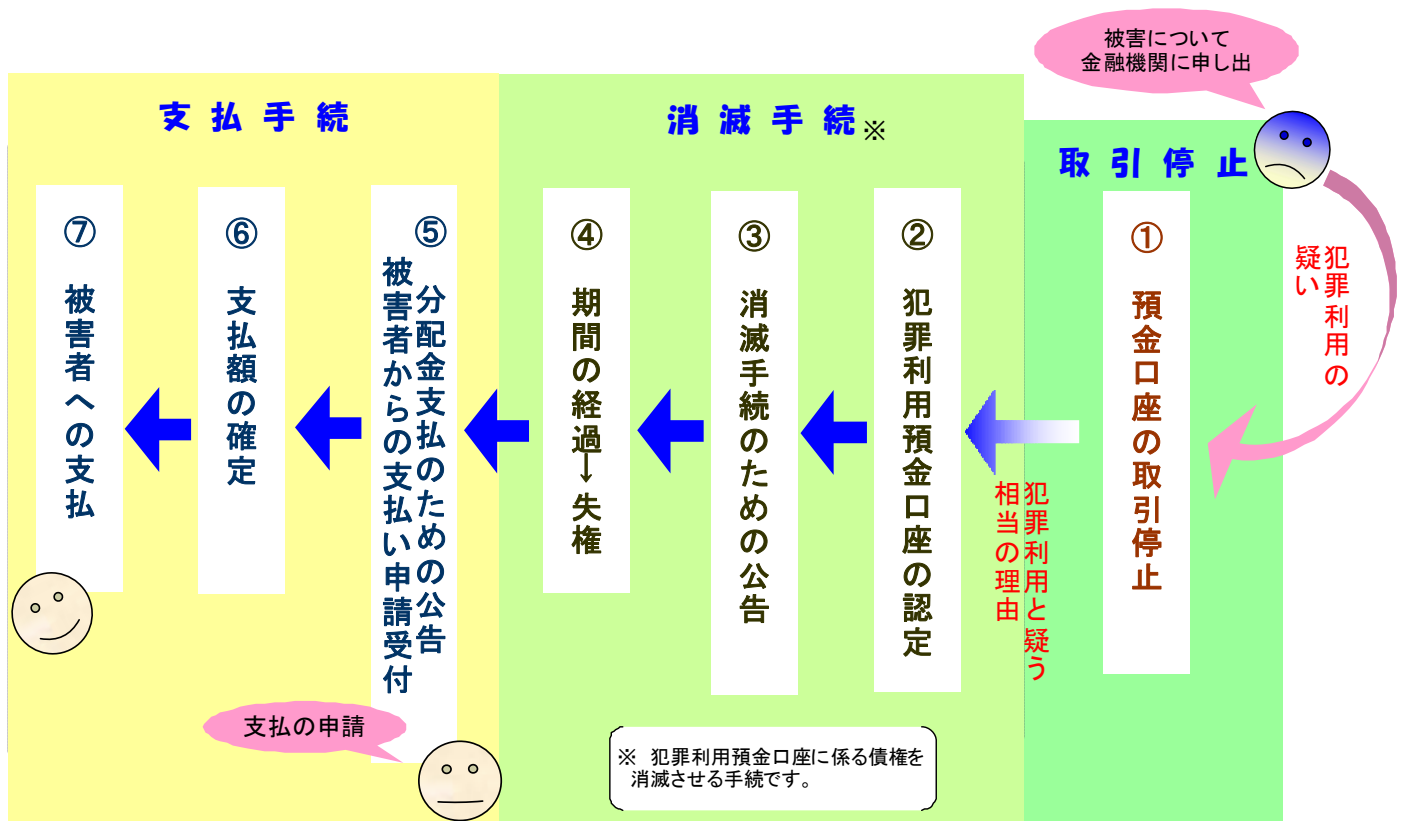 被害について
金融機関に申し出
取引停止
犯罪利用の
疑い
① 預金口座の取引停止
犯罪利用と疑う
相当の理由
消滅手続※
② 犯罪利用預金口座の認定
③ 消滅手続のための公告
④ 期間の経過→失権
※ 犯罪利用預金口座に係る債権を
消滅させる手続です。
支払手続
⑤ 分配金支払のための公告
被害者からの支払い申請受付
支払の申請
⑥ 支払額の確定
⑦ 被害者への支払